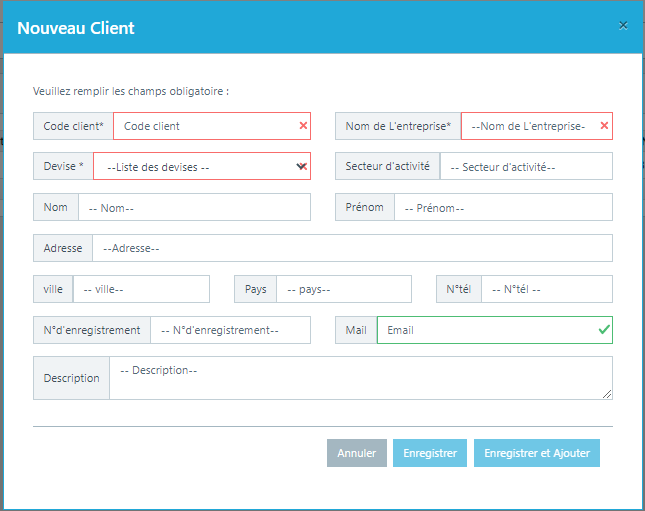 Nouveau Client ×
Veuillez remplir les champs obligatoire :
Code client* Code client Nom de L'entreprise* --Nom de L'entreprise-
Devise * --Liste des devises -- Secteur d'activité -- Secteur d'activité--
Nom -- Nom-- Prénom -- Prénom--
Adresse --Adresse--
ville -- ville-- Pays -- pays-- N°tél -- N°tél --
N°d'enregistrement -- N°d'enregistrement-- Mail Email
Description -- Description--
Annuler Enregistrer Enregistrer et Ajouter